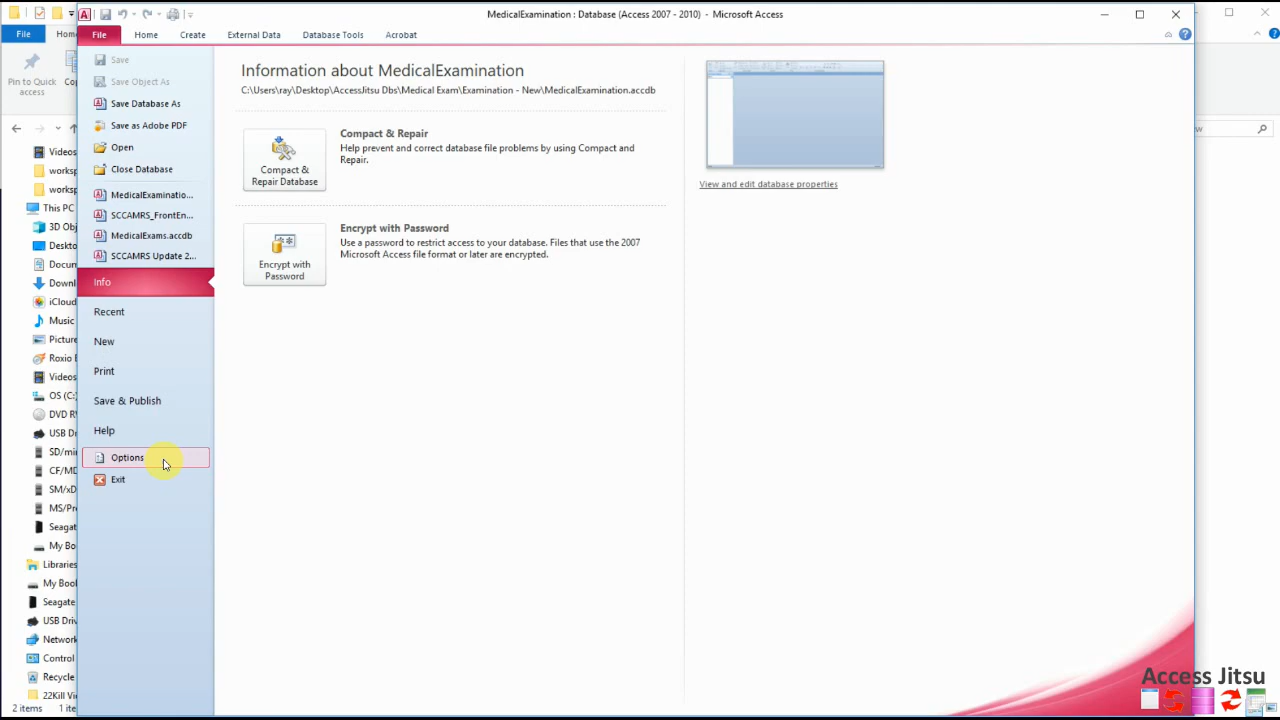 MedicalExamination : Database (Access 2007 - 2010) - Microsoft Access
File
Home
Create
External Data
Database Tools
Acrobat
File
Pin to Quick
access
Save
Save Object As
Save Database As
Save as Adobe PDF
Open
Close Database
MedicalExaminatio...
SCCAMRS_FrontEn...
MedicalExams.accdb
SCCAMRS Update 2...
Info
Recent
New
Print
Save & Publish
Help
Options
Exit
Information about MedicalExamination
C:\Users\ray\Desktop\AccessJitsu Dbs\Medical Exam\Examination - New\MedicalExamination.accdb
Compact &
Repair Database
Compact & Repair
Help prevent and correct database file problems by using Compact and
Repair.
Encrypt with
Password
Encrypt with Password
Use a password to restrict access to your database. Files that use the 2007
Microsoft Access file format or later are encrypted.
View and edit database properties
Videos
worksp
worksp
This PC
3D Obj
Deskto
Docum
Downl
iCloud
Music
Picture
Roxio B
Videos
OS (C:)
DVD R
USB Dri
SD/min
CF/MD
SM/xD
MS/Pr
Seagat
My Bo
Libraries
My Book
Seagate
USB Driv
Network
Control
Recycle
22Kill Vi
2 items
1 ite
Access Jitsu